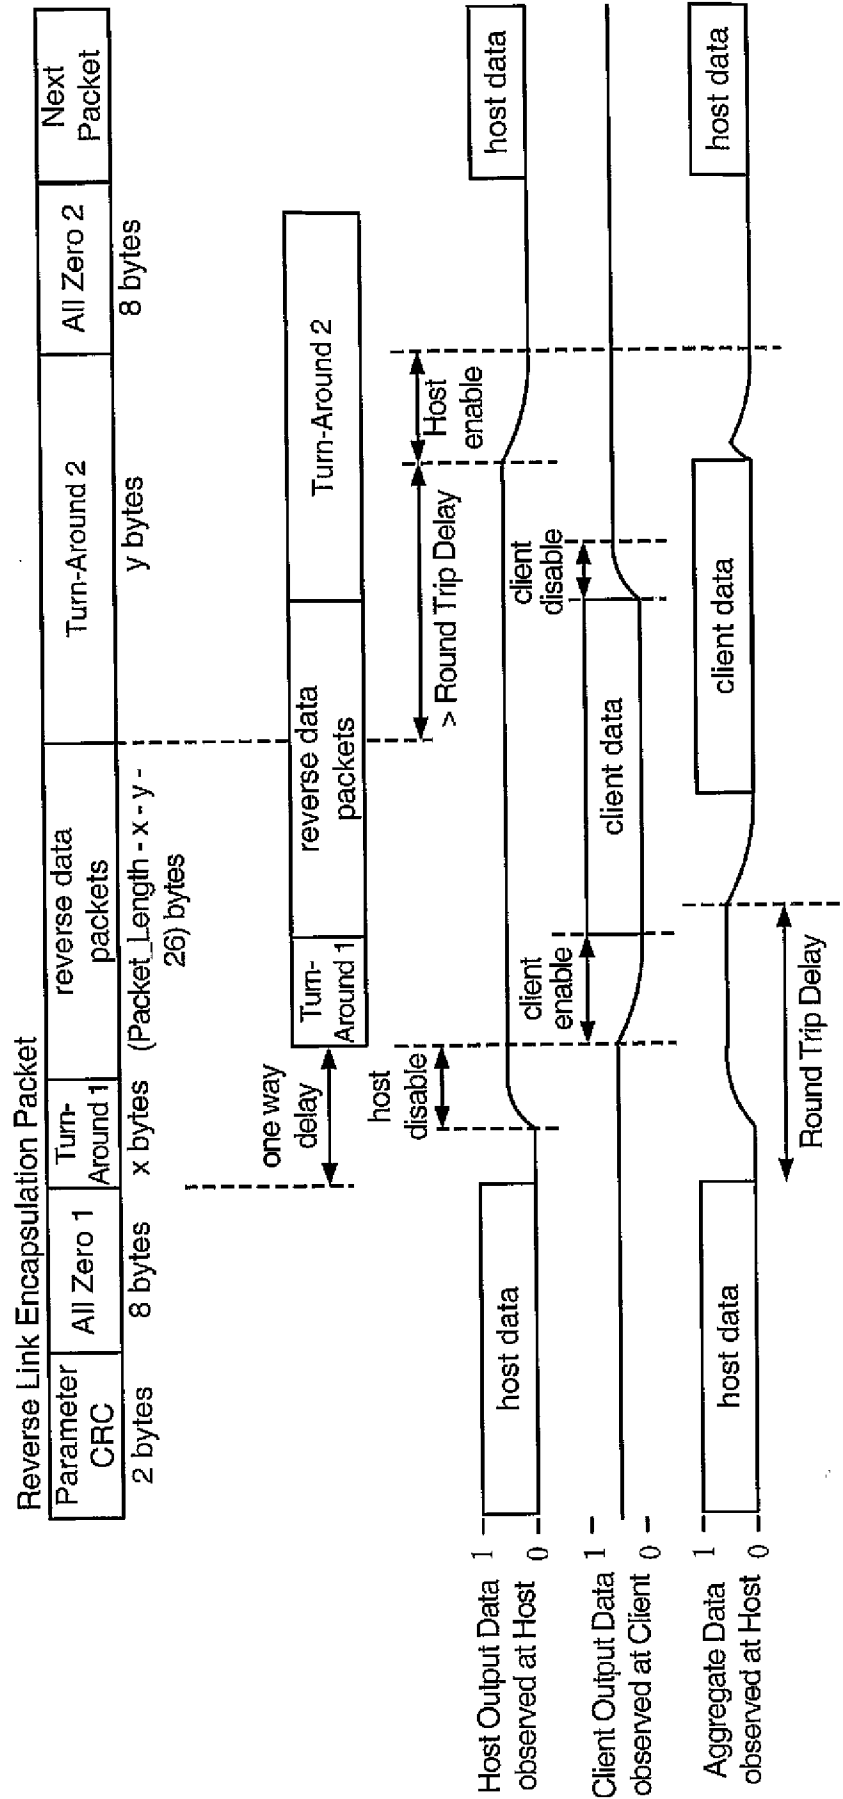 Reverse Link Encapsulation Packet
Parameter
CRC
All Zero 1
Turn-
Around 1
reverse data
packets
Turn-Around 2
All Zero 2
Next
Packet
2 bytes
8 bytes
x bytes
(Packet_Length - x - y -
26) bytes
y bytes
8 bytes
one way
delay
Turn-
Around 1
reverse data
packets
Turn-Around 2
host
disable
> Round Trip Delay
Host
enable
Host Output Data
observed at Host
1
0
host data
host data
client
enable
client
disable
Client Output Data
observed at Client
1
0
client data
Aggregate Data
observed at Host
1
0
host data
client data
host data
Round Trip Delay